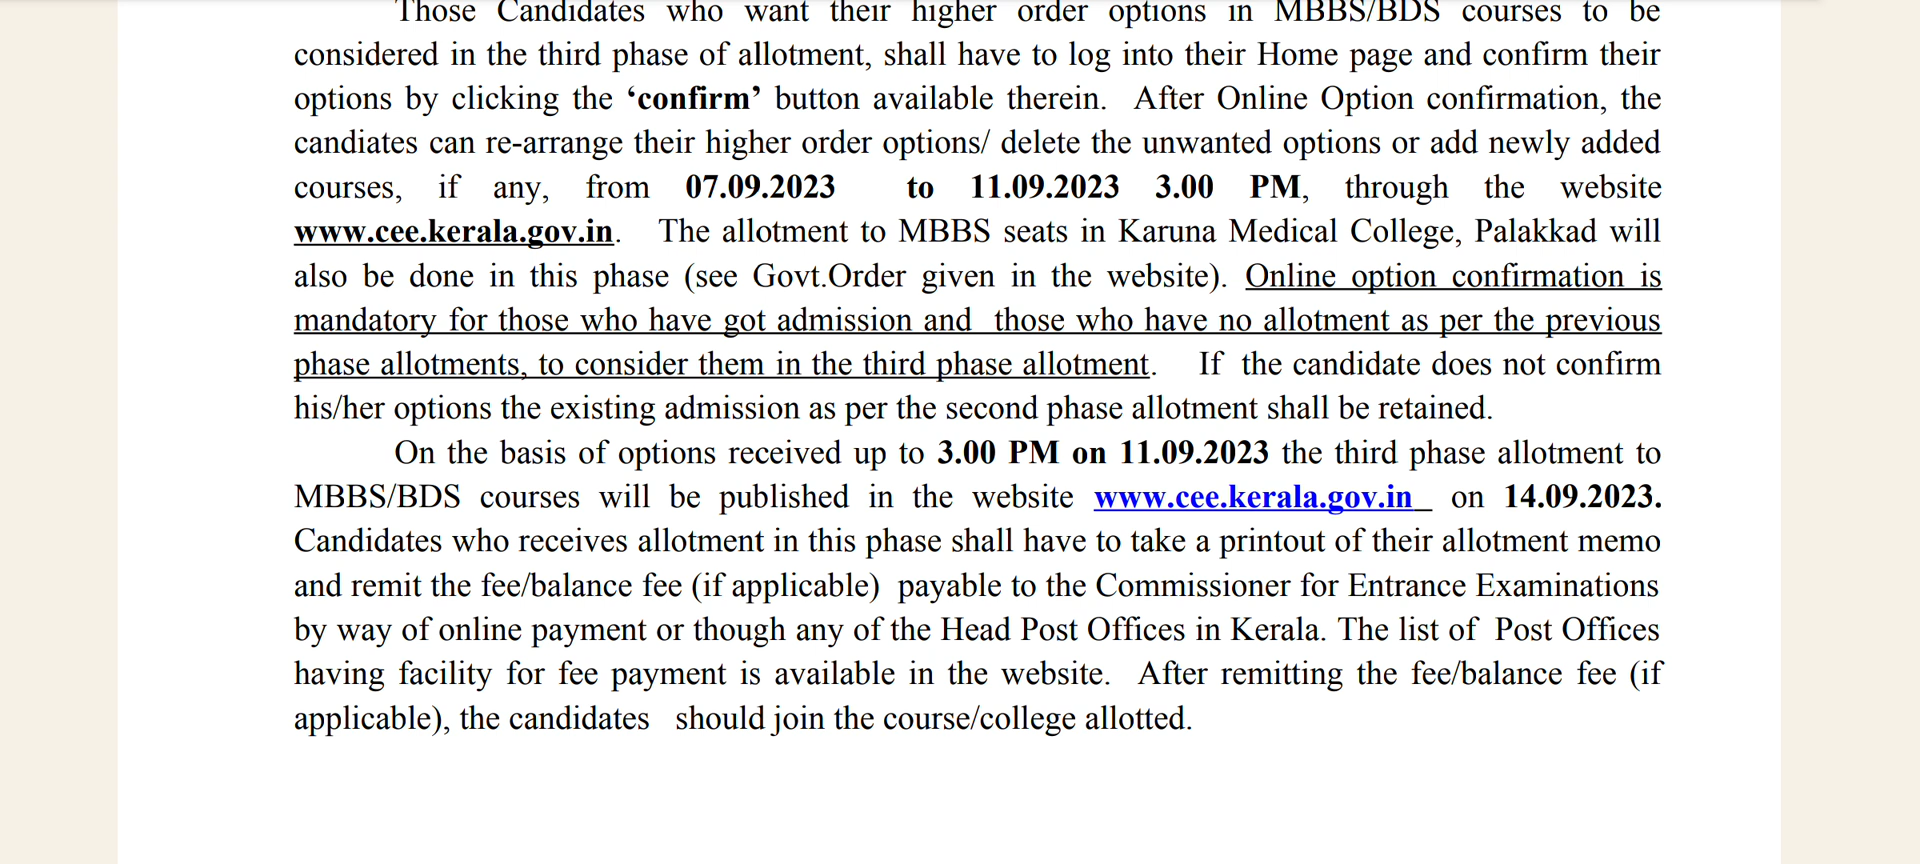 Those Candidates who want their higher order options in MBBS/BDS courses to be
considered in the third phase of allotment, shall have to log into their Home page and confirm their
options by clicking the ‘confirm’ button available therein. After Online Option confirmation, the
candiates can re-arrange their higher order options/ delete the unwanted options or add newly added
courses, if any, from 07.09.2023 to 11.09.2023 3.00 PM, through the website
www.cee.kerala.gov.in. The allotment to MBBS seats in Karuna Medical College, Palakkad will
also be done in this phase (see Govt.Order given in the website). Online option confirmation is
mandatory for those who have got admission and those who have no allotment as per the previous
phase allotments, to consider them in the third phase allotment. If the candidate does not confirm
his/her options the existing admission as per the second phase allotment shall be retained.
On the basis of options received up to 3.00 PM on 11.09.2023 the third phase allotment to
MBBS/BDS courses will be published in the website www.cee.kerala.gov.in on 14.09.2023.
Candidates who receives allotment in this phase shall have to take a printout of their allotment memo
and remit the fee/balance fee (if applicable) payable to the Commissioner for Entrance Examinations
by way of online payment or though any of the Head Post Offices in Kerala. The list of Post Offices
having facility for fee payment is available in the website. After remitting the fee/balance fee (if
applicable), the candidates should join the course/college allotted.